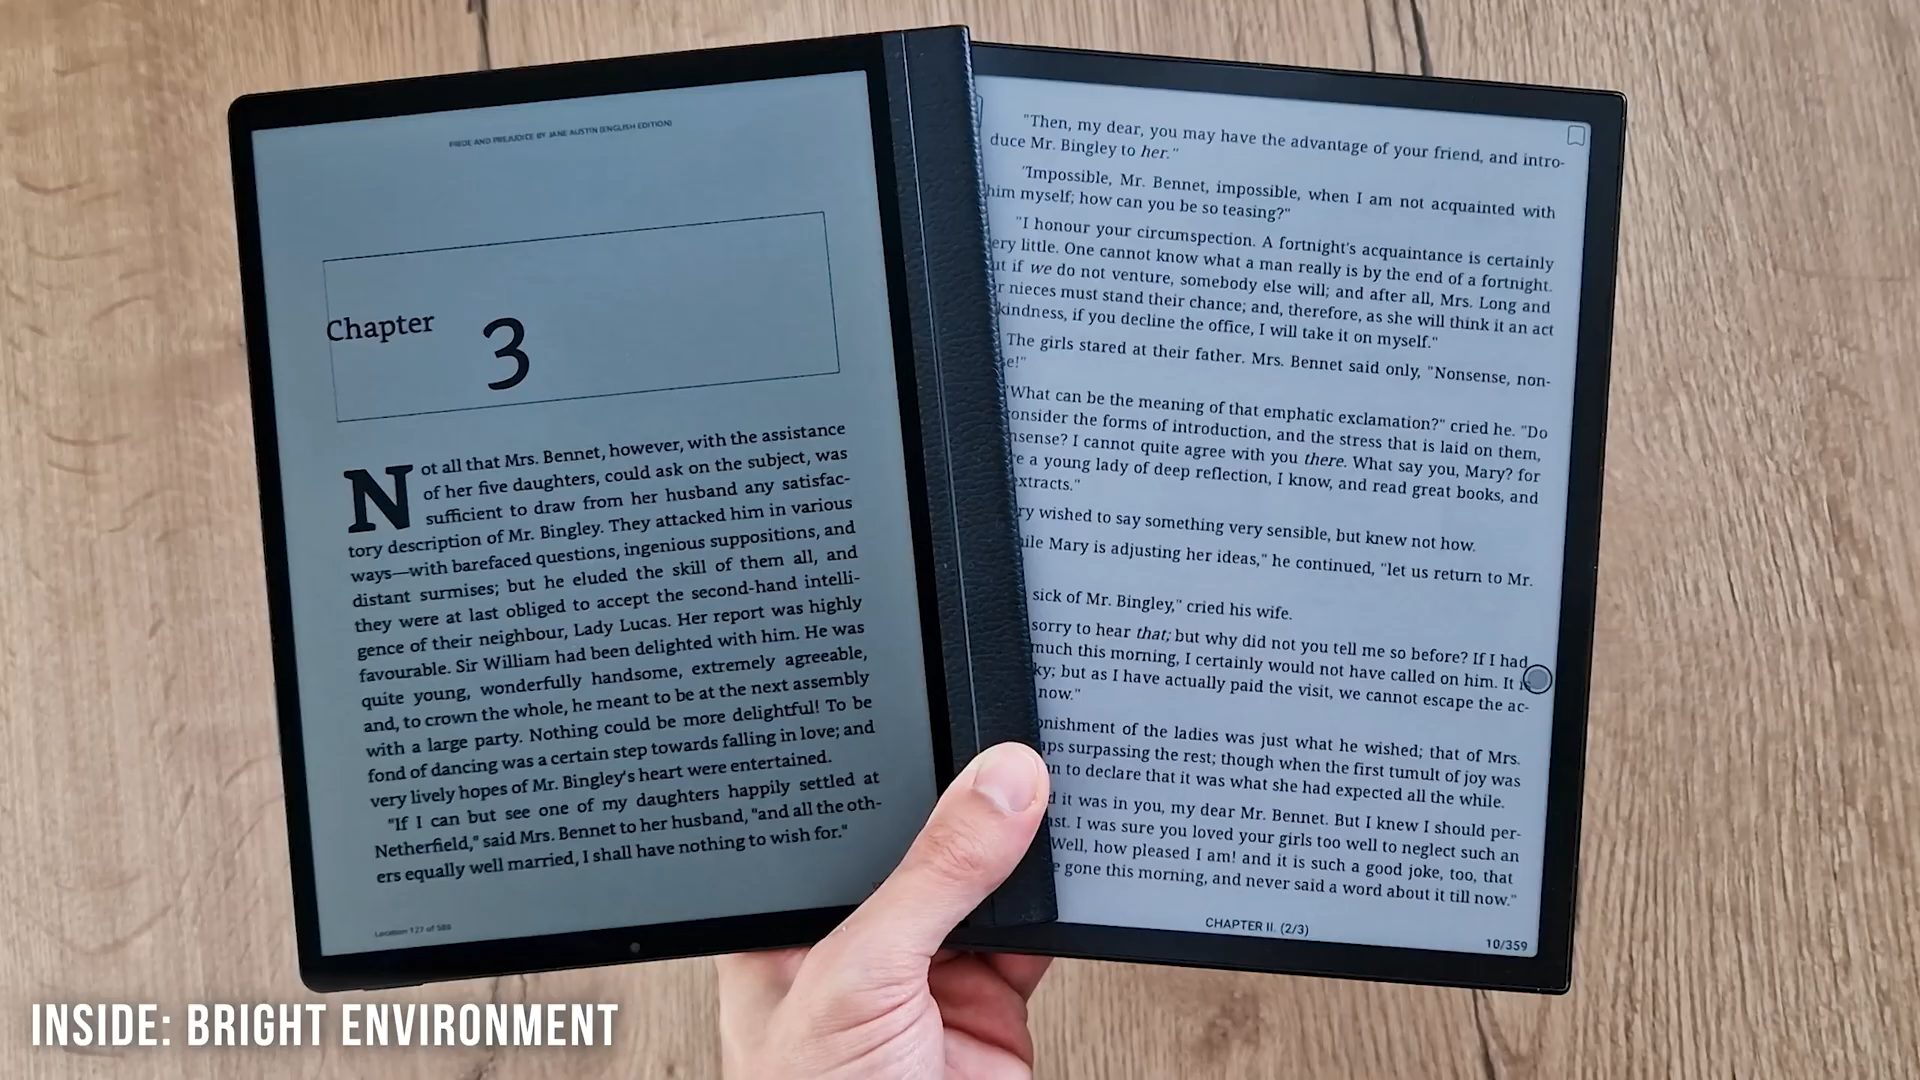 PRIDE AND PREJUDICE BY JANE AUSTIN (ENGLISH EDITION)
Chapter
3
Not all that Mrs. Bennet, however, with the assistance
of her five daughters, could ask on the subject, was
sufficient to draw from her husband any satisfac-
tory description of Mr. Bingley. They attacked him in various
ways—with barefaced questions, ingenious suppositions, and
distant surmises; but he eluded the skill of them all, and
they were at last obliged to accept the second-hand intelli-
gence of their neighbour, Lady Lucas. Her report was highly
favourable. Sir William had been delighted with him. He was
quite young, wonderfully handsome, extremely agreeable,
and, to crown the whole, he meant to be at the next assembly
with a large party. Nothing could be more delightful! To be
fond of dancing was a certain step towards falling in love; and
very lively hopes of Mr. Bingley's heart were entertained.
"If I can but see one of my daughters happily settled at
Netherfield," said Mrs. Bennet to her husband, "and all the oth-
ers equally well married, I shall have nothing to wish for."
Location 127 of 588
"Then, my dear, you may have the advantage of your friend, and intro-
duce Mr. Bingley to her."
"Impossible, Mr. Bennet, impossible, when I am not acquainted with
him myself; how can you be so teasing?"
"I honour your circumspection. A fortnight's acquaintance is certainly
ery little. One cannot know what a man really is by the end of a fortnight.
ut if we do not venture, somebody else will; and after all, Mrs. Long and
r nieces must stand their chance; and, therefore, as she will think it an act
kindness, if you decline the office, I will take it on myself."
The girls stared at their father. Mrs. Bennet said only, "Nonsense, non-
e!"
"What can be the meaning of that emphatic exclamation?" cried he. "Do
onsider the forms of introduction, and the stress that is laid on them,
nsense? I cannot quite agree with you there. What say you, Mary? for
re a young lady of deep reflection, I know, and read great books, and
extracts."
ry wished to say something very sensible, but knew not how.
ile Mary is adjusting her ideas," he continued, "let us return to Mr.
sick of Mr. Bingley," cried his wife.
sorry to hear that; but why did not you tell me so before? If I had
much this morning, I certainly would not have called on him. It is
ky; but as I have actually paid the visit, we cannot escape the ac-
now."
onishment of the ladies was just what he wished; that of Mrs.
aps surpassing the rest; though when the first tumult of joy was
an to declare that it was what she had expected all the while.
d it was in you, my dear Mr. Bennet. But I knew I should per-
ast. I was sure you loved your girls too well to neglect such an
Well, how pleased I am! and it is such a good joke, too, that
e gone this morning, and never said a word about it till now."
CHAPTER II. (2/3)
10/359
INSIDE: BRIGHT ENVIRONMENT